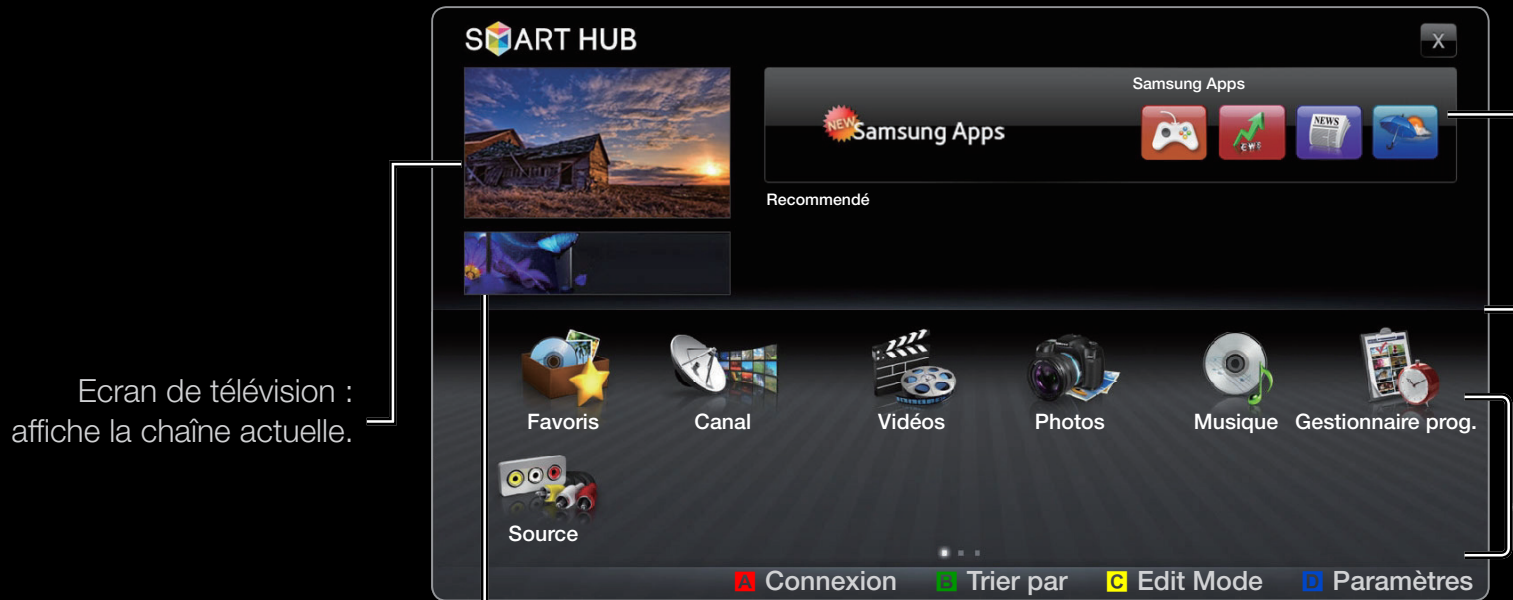 SMART HUB
X
Samsung Apps
NEW Samsung Apps
NEWS
Recommendé
Ecran de télévision :
affiche la chaîne actuelle.
Favoris
Canal
Vidéos
Photos
Musique
Gestionnaire prog.
Source
A Connexion B Trier par C Edit Mode D Paramètres